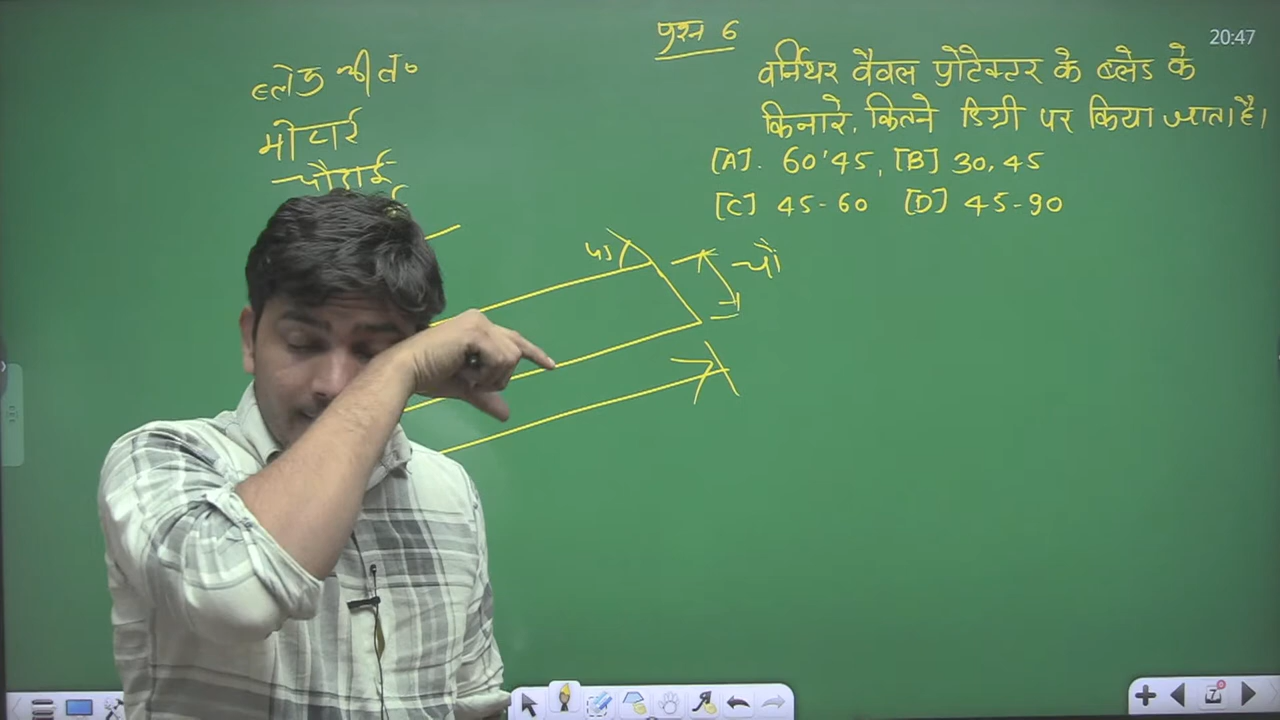 प्रश्न 6
20:47
वर्नियर वैवल प्रोटेक्टर के ब्लेड के
किनारे, कितने डिग्री पर किया जाता है।
[A]. 60'45, [B] 30, 45
[C] 45-60 [D] 45-90
ब्लेड की लं०
मोटाई
चौड़ाई
45
चौ